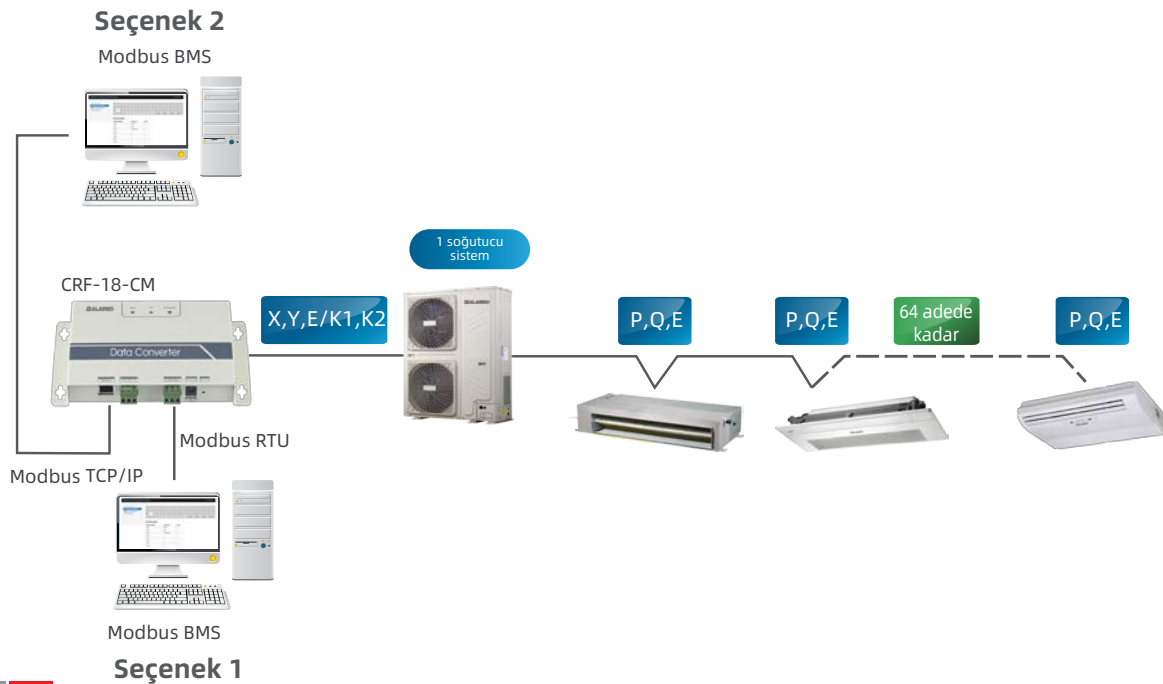 Seçenek 2
Modbus BMS
1 soğutucu
sistem
CRF-18-CM
X,Y,E/K1,K2
P,Q,E
P,Q,E
64 adede
kadar
P,Q,E
Data Converter
Modbus RTU
Modbus TCP/IP
Modbus BMS
Seçenek 1